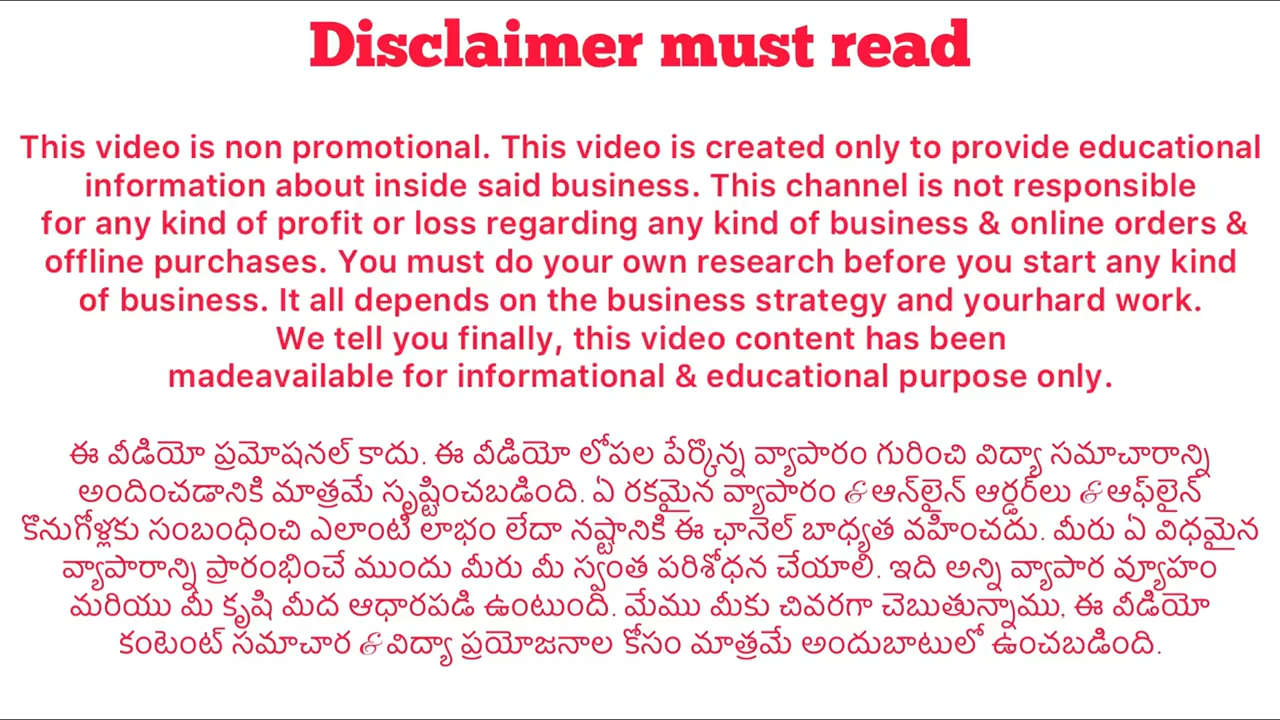 Disclaimer must read
This video is non promotional. This video is created only to provide educational
information about inside said business. This channel is not responsible
for any kind of profit or loss regarding any kind of business & online orders &
offline purchases. You must do your own research before you start any kind
of business. It all depends on the business strategy and yourhard work.
We tell you finally, this video content has been
madeavailable for informational & educational purpose only.
ఈ వీడియో ప్రమోషనల్ కాదు. ఈ వీడియో లోపల పేర్కొన్న వ్యాపారం గురించి విద్యా సమాచారాన్ని
అందించడానికి మాత్రమే సృష్టించబడింది. ఏ రకమైన వ్యాపారం & ఆన్‌లైన్ ఆర్డర్‌లు & ఆఫ్‌లైన్
కొనుగోళ్లకు సంబంధించి ఎలాంటి లాభం లేదా నష్టానికి ఈ ఛానెల్ బాధ్యత వహించదు. మీరు ఏ విధమైన
వ్యాపారాన్ని ప్రారంభించే ముందు మీరు మీ స్వంత పరిశోధన చేయాలి. ఇది అన్ని వ్యాపార వ్యూహం
మరియు మీ కృషి మీద ఆధారపడి ఉంటుంది. మేము మీకు చివరగా చెబుతున్నాము, ఈ వీడియో
కంటెంట్ సమాచార & విద్యా ప్రయోజనాల కోసం మాత్రమే అందుబాటులో ఉంచబడింది.